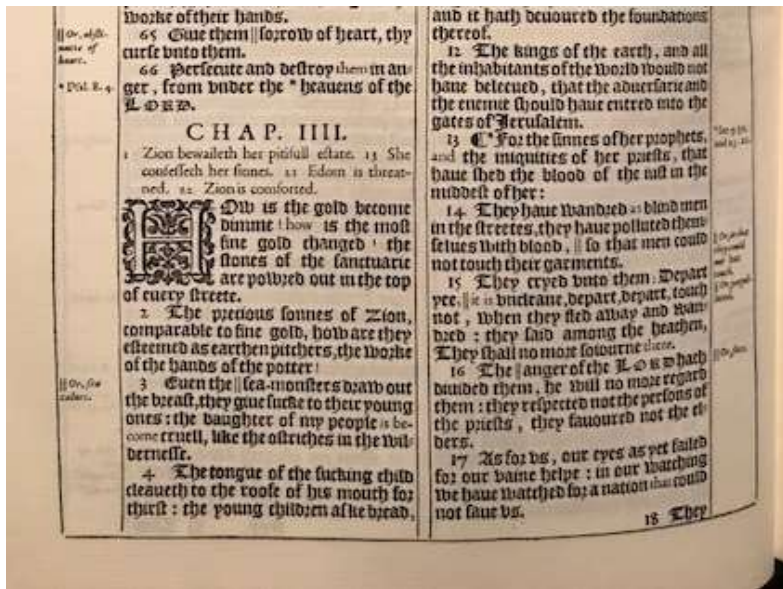 worke of their hands.
65 Giue them || sorrow of heart, thy
curse vnto them.
66 Persecute and destroy them in an-
ger, from vnder the * heauens of the
LORD.
|| Or, obsti-
nacie of
heart.
* Psal. 8. 4.
CHAP. IIII.
1 Zion bewaileth her pitifull estate. 13 She
confesseth her sinnes. 21 Edom is threat-
ned. 22 Zion is comforted.
HOw is the gold become
dimme! how is the most
fine gold changed! the
stones of the sanctuarie
are powred out in the top
of euery streete.
2 The precious sonnes of Zion,
comparable to fine gold, how are they
esteemed as earthen pitchers, the worke
of the hands of the potter!
3 Euen the || sea-monsters draw out
the breast, they giue sucke to their young
ones: the daughter of my people is be-
come cruell, like the ostriches in the wil-
dernesse.
|| Or, sea
calues.
4 The tongue of the sucking child
cleaueth to the roofe of his mouth for
thirst: the young children aske bread,
and it hath deuoured the foundations
thereof.
12 The kings of the earth, and all
the inhabitants of the world would not
haue beleeued, that the aduersarie and
the enemie should haue entred into the
gates of Jerusalem.
13 ¶ * For the sinnes of her prophets,
and the iniquities of her priests, that
haue shed the blood of the iust in the
middest of her:
14 They haue wandred as blind men
in the streetes, they haue polluted them-
selues with blood, || so that men could
not touch their garments.
15 They cryed vnto them; Depart
yee, || it is vncleane, depart, depart, touch
not, when they fled away and wan-
dred: they said among the heathen,
They shall no more soiourne there.
16 The || anger of the LORD hath
diuided them, he will no more regard
them: they respected not the persons of
the priests, they fauoured not the el-
ders.
|| Or, face.
17 As for vs, our eyes as yet failed
for our vaine helpe: in our watching
we haue watched for a nation that could
not saue vs.
18 They